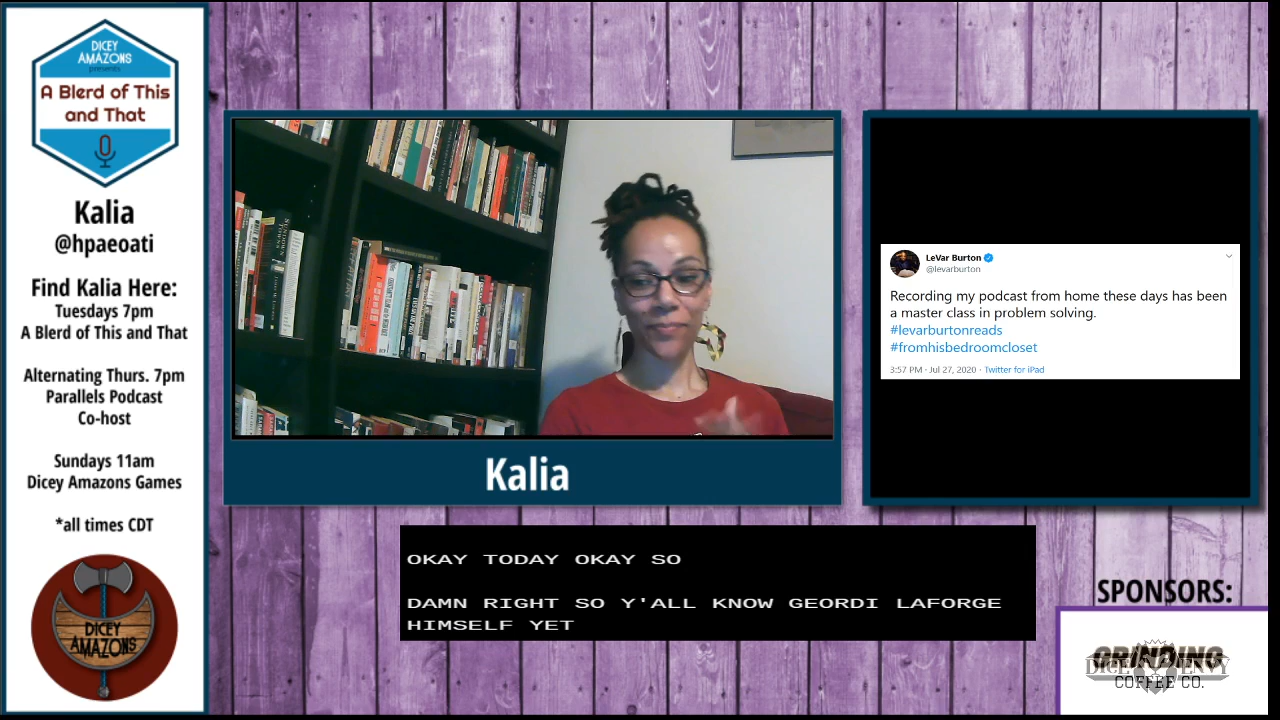 DICEY
AMAZONS
presents
A Blerd of This
and That
Kalia
@hpaeoati
Find Kalia Here:
Tuesdays 7pm
A Blerd of This and That
Alternating Thurs. 7pm
Parallels Podcast
Co-host
Sundays 11am
Dicey Amazons Games
*all times CDT
DICEY
AMAZONS
SUNDOWN
TOWNS
Kalia
LeVar Burton
@levarburton
Recording my podcast from home these days has been
a master class in problem solving.
#levarburtonreads
#fromhisbedroomcloset
3:57 PM · Jul 27, 2020 · Twitter for iPad
OKAY TODAY OKAY SO
DAMN RIGHT SO Y'ALL KNOW GEORDI LAFORGE
HIMSELF YET
SPONSORS:
GRINDING
DICE ENVY
COFFEE CO.